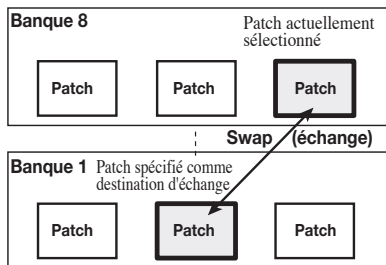 Banque 8
Patch actuellement
sélectionné
Patch Patch Patch
Swap (échange)
Banque 1 Patch spécifié comme
destination d'échange
Patch Patch Patch